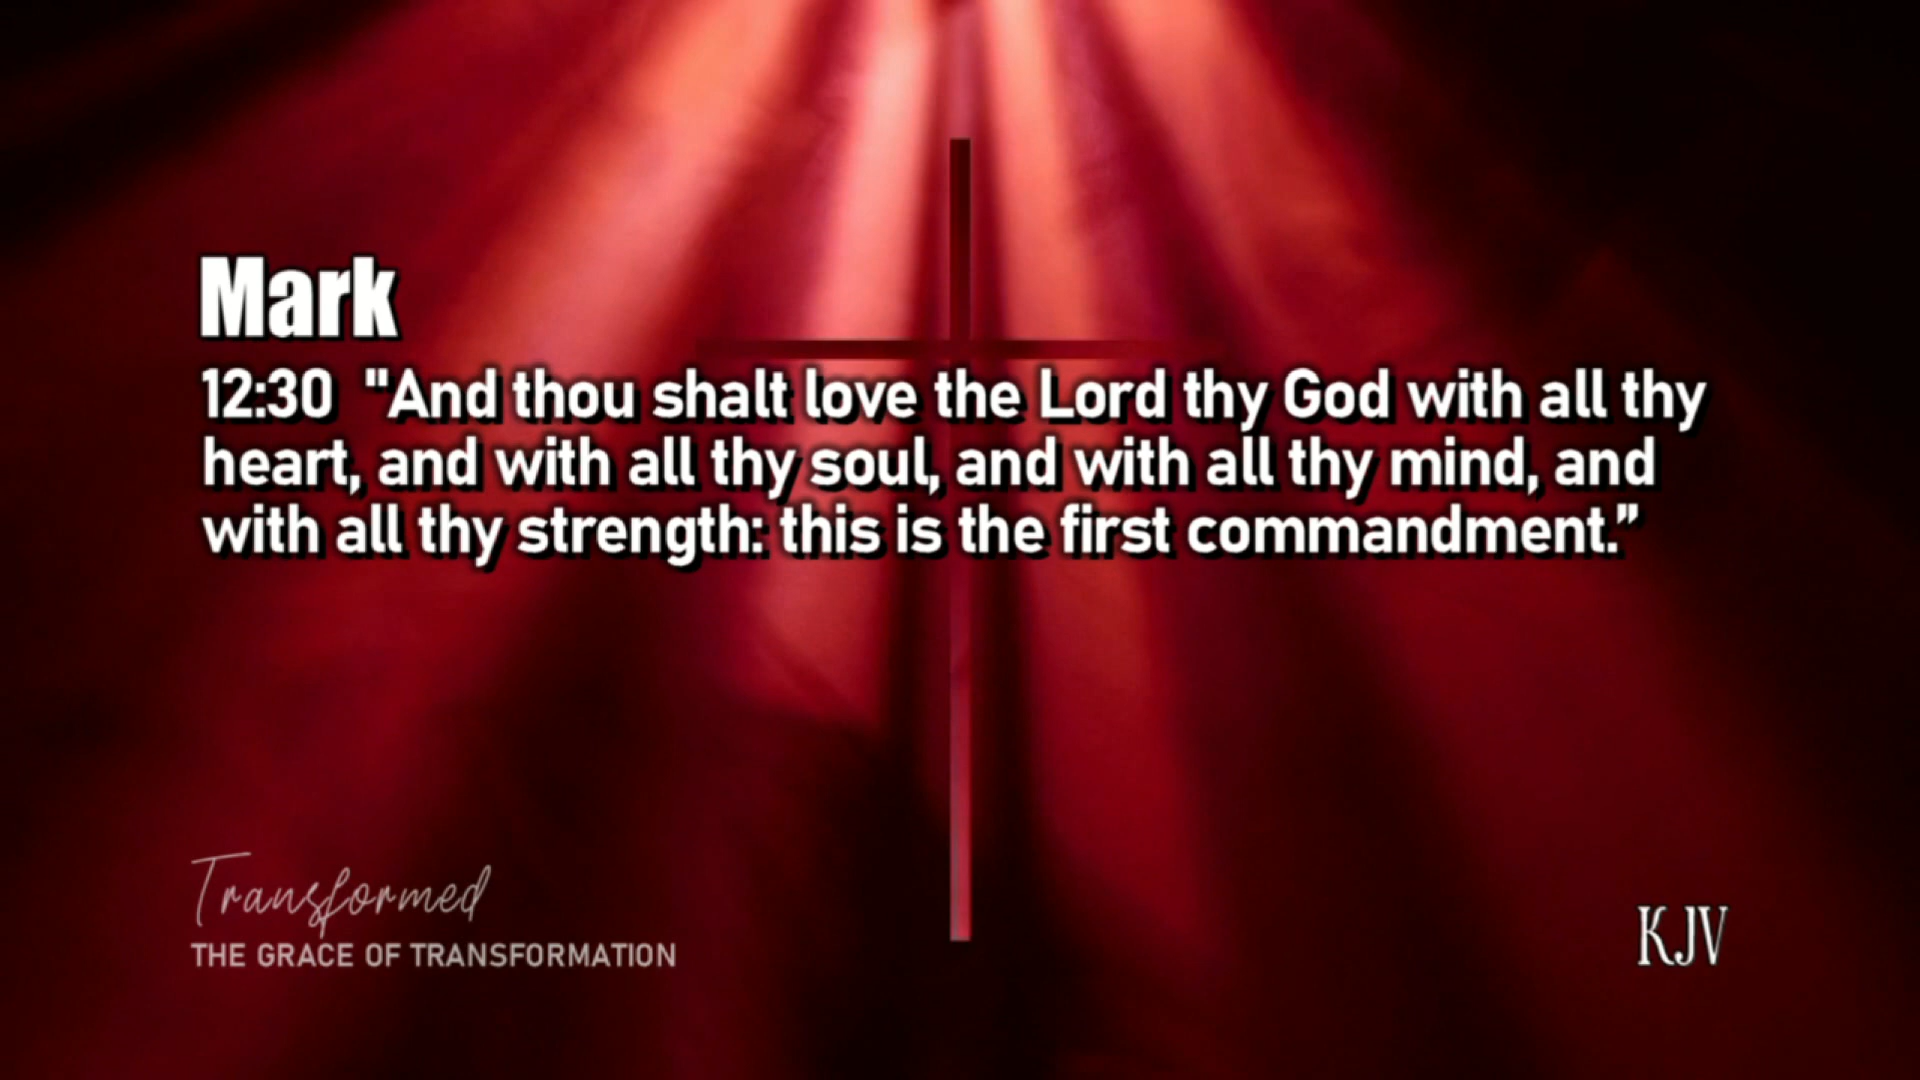 Mark
12:30 "And thou shalt love the Lord thy God with all thy
heart, and with all thy soul, and with all thy mind, and
with all thy strength: this is the first commandment.”
Transformed
THE GRACE OF TRANSFORMATION
KJV